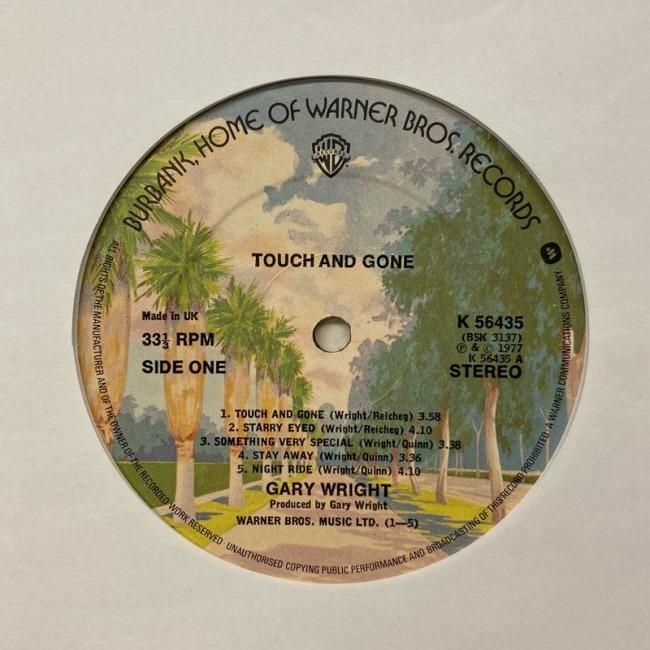 BURBANK, HOME OF WARNER BROS. RECORDS
RECORDS
TOUCH AND GONE
Made in UK
33⅓ RPM
SIDE ONE
K 56435
(BSK 3137)
Ⓟ & © 1977
K 56435 A
STEREO
1. TOUCH AND GONE (Wright/Reicheg) 3.58
2. STARRY EYED (Wright/Reicheg) 4.10
3. SOMETHING VERY SPECIAL (Wright/Quinn) 3.38
4. STAY AWAY (Wright/Quinn) 3.36
5. NIGHT RIDE (Wright/Quinn) 4.10
GARY WRIGHT
Produced by Gary Wright
WARNER BROS. MUSIC LTD. (1—5)
ALL RIGHTS OF THE MANUFACTURER AND OF THE OWNER OF THE RECORDED WORK RESERVED · UNAUTHORISED COPYING PUBLIC PERFORMANCE AND BROADCASTING OF THIS RECORD PROHIBITED · A WARNER COMMUNICATIONS COMPANY